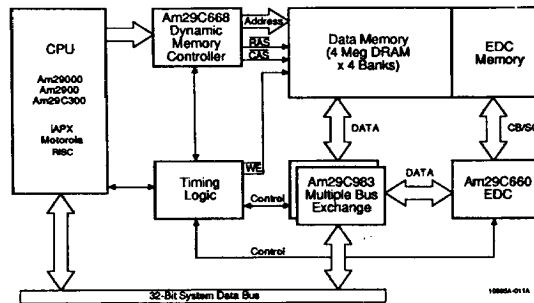 CPU
Am29000
Am2900
Am29C300
iAPX
Motorola
RISC
Am29C668
Dynamic
Memory
Controller
Address
RAS
CAS
Data Memory
(4 Meg DRAM
x 4 Banks)
EDC
Memory
WE
DATA
CB/SC
Timing
Logic
Control
Am29C983
Multiple Bus
Exchange
DATA
Am29C660
EDC
Control
32-Bit System Data Bus